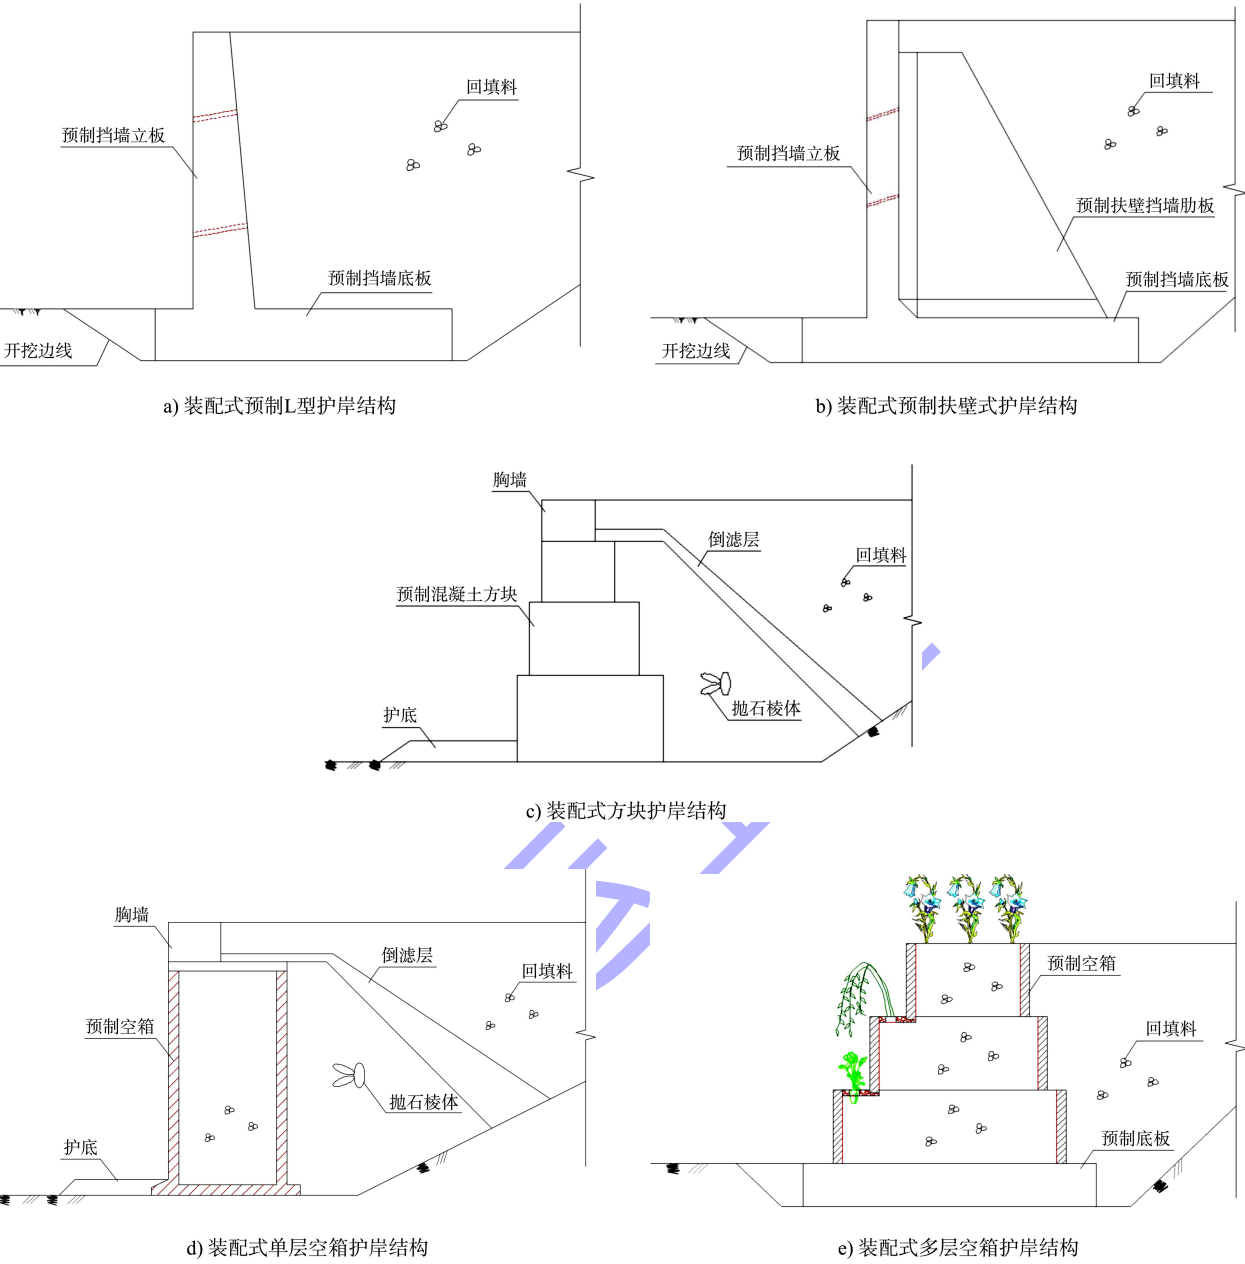 回填料
预制挡墙立板
预制挡墙底板
开挖边线
a) 装配式预制L型护岸结构
回填料
预制挡墙立板
预制扶壁挡墙肋板
预制挡墙底板
开挖边线
b) 装配式预制扶壁式护岸结构
胸墙
倒滤层
回填料
预制混凝土方块
抛石棱体
护底
c) 装配式方块护岸结构
胸墙
倒滤层
回填料
预制空箱
抛石棱体
护底
d) 装配式单层空箱护岸结构
预制空箱
回填料
预制底板
e) 装配式多层空箱护岸结构